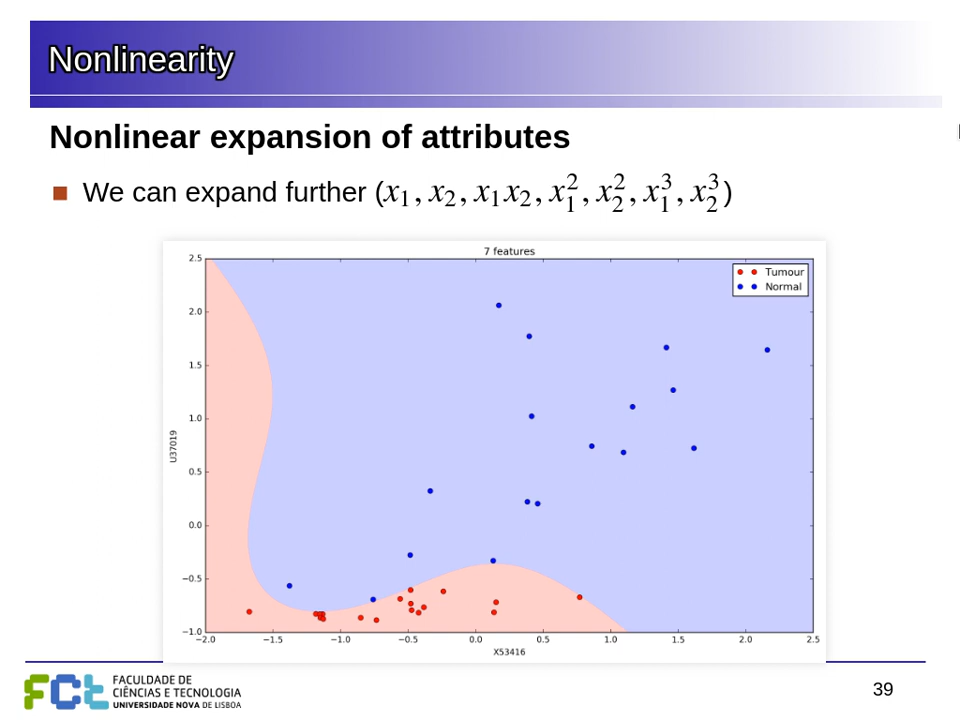 Nonlinearity
Nonlinear expansion of attributes
We can expand further (x₁, x₂, x₁x₂, x₁², x₂², x₁³, x₂³)
7 features
2.5
2.0
1.5
1.0
0.5
0.0
−0.5
−1.0
Tumour
Normal
U37019
−2.0 −1.5 −1.0 −0.5 0.0 0.5 1.0 1.5 2.0 2.5
X53416
FCt
FACULDADE DE
CIÊNCIAS E TECNOLOGIA
UNIVERSIDADE NOVA DE LISBOA
39